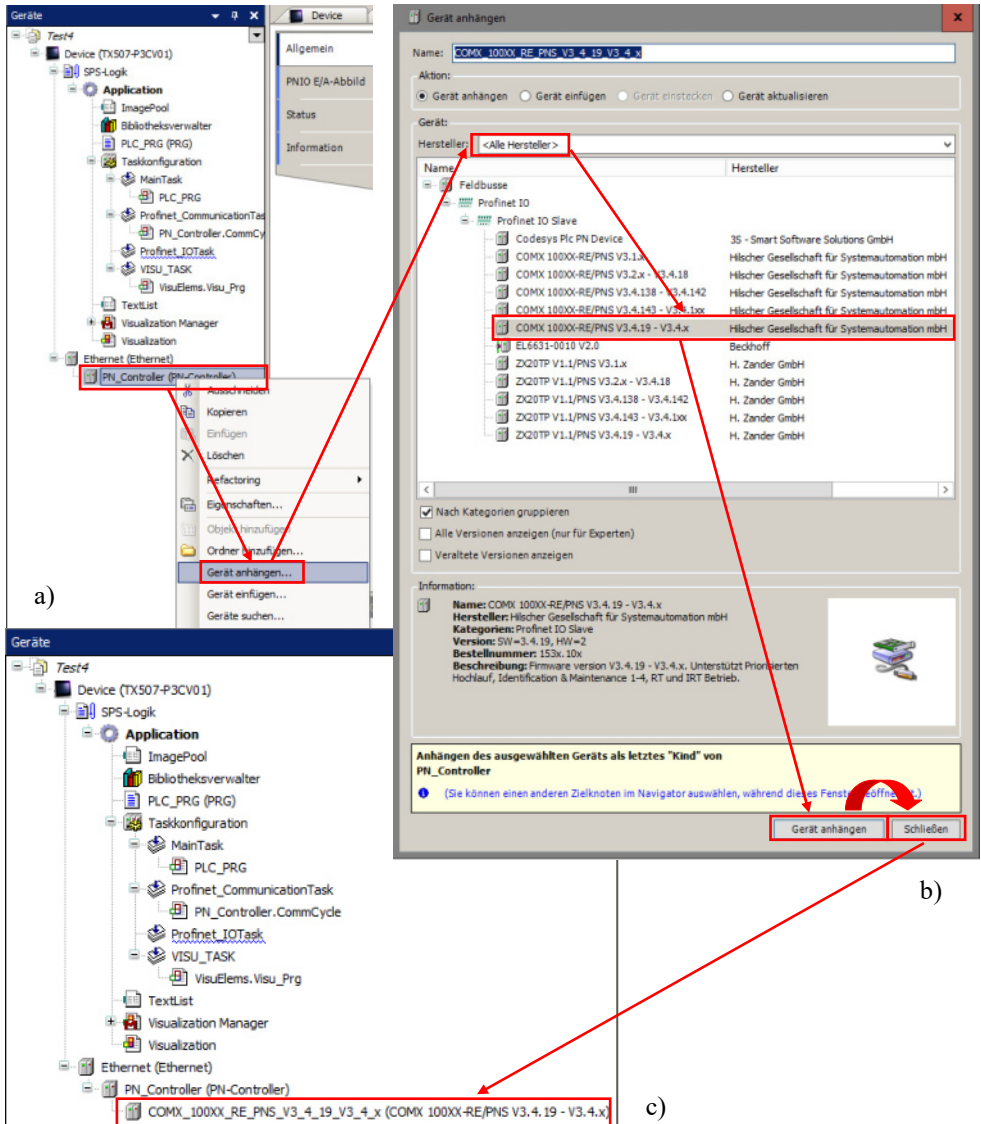 Geräte
Test4
Device (TX507-P3CV01)
SPS-Logik
Application
ImagePool
Bibliotheksverwalter
PLC_PRG (PRG)
Taskkonfiguration
MainTask
PLC_PRG
Profinet_CommunicationTas
PN_Controller.CommCy
Profinet_IOTask
VISU_TASK
VisuElems.Visu_Prg
TextList
Visualization Manager
Visualization
Ethernet (Ethernet)
PN_Controller (PN-Controller)
Device
Allgemein
PNIO E/A-Abbild
Status
Information
Ausschneiden
Kopieren
Einfügen
Löschen
Refactoring
Eigenschaften...
Objekt hinzufügen
Ordner hinzufügen...
Gerät anhängen...
Gerät einfügen...
Geräte suchen...
a)
Gerät anhängen
x
Name: COMX_100XX_RE_PNS_V3_4_19_V3_4_x
Aktion:
Gerät anhängen Gerät einfügen Gerät einstecken Gerät aktualisieren
Gerät:
Hersteller: <Alle Hersteller>
Name Hersteller
Feldbusse
Profinet IO
Profinet IO Slave
Codesys Plc PN Device 3S - Smart Software Solutions GmbH
COMX 100XX-RE/PNS V3.1.x Hilscher Gesellschaft für Systemautomation mbH
COMX 100XX-RE/PNS V3.2.x - V3.4.18 Hilscher Gesellschaft für Systemautomation mbH
COMX 100XX-RE/PNS V3.4.138 - V3.4.142 Hilscher Gesellschaft für Systemautomation mbH
COMX 100XX-RE/PNS V3.4.143 - V3.4.1xx Hilscher Gesellschaft für Systemautomation mbH
COMX 100XX-RE/PNS V3.4.19 - V3.4.x Hilscher Gesellschaft für Systemautomation mbH
EL6631-0010 V2.0 Beckhoff
ZX20TP V1.1/PNS V3.1.x H. Zander GmbH
ZX20TP V1.1/PNS V3.2.x - V3.4.18 H. Zander GmbH
ZX20TP V1.1/PNS V3.4.138 - V3.4.142 H. Zander GmbH
ZX20TP V1.1/PNS V3.4.143 - V3.4.1xx H. Zander GmbH
ZX20TP V1.1/PNS V3.4.19 - V3.4.x H. Zander GmbH
Nach Kategorien gruppieren
Alle Versionen anzeigen (nur für Experten)
Veraltete Versionen anzeigen
Information:
Name: COMX 100XX-RE/PNS V3.4.19 - V3.4.x
Hersteller: Hilscher Gesellschaft für Systemautomation mbH
Kategorien: Profinet IO Slave
Version: SW=3.4.19, HW=2
Bestellnummer: 153x.10x
Beschreibung: Firmware version V3.4.19 - V3.4.x. Unterstützt Priorisierten
Hochlauf, Identification & Maintenance 1-4, RT und IRT Betrieb.
Anhängen des ausgewählten Geräts als letztes "Kind" von
PN_Controller
(Sie können einen anderen Zielknoten im Navigator auswählen, während dieses Fenster geöffnet ist.)
Gerät anhängen Schließen
b)
Geräte
Test4
Device (TX507-P3CV01)
SPS-Logik
Application
ImagePool
Bibliotheksverwalter
PLC_PRG (PRG)
Taskkonfiguration
MainTask
PLC_PRG
Profinet_CommunicationTask
PN_Controller.CommCycle
Profinet_IOTask
VISU_TASK
VisuElems.Visu_Prg
TextList
Visualization Manager
Visualization
Ethernet (Ethernet)
PN_Controller (PN-Controller)
COMX_100XX_RE_PNS_V3_4_19_V3_4_x (COMX 100XX-RE/PNS V3.4.19 - V3.4.x)
c)